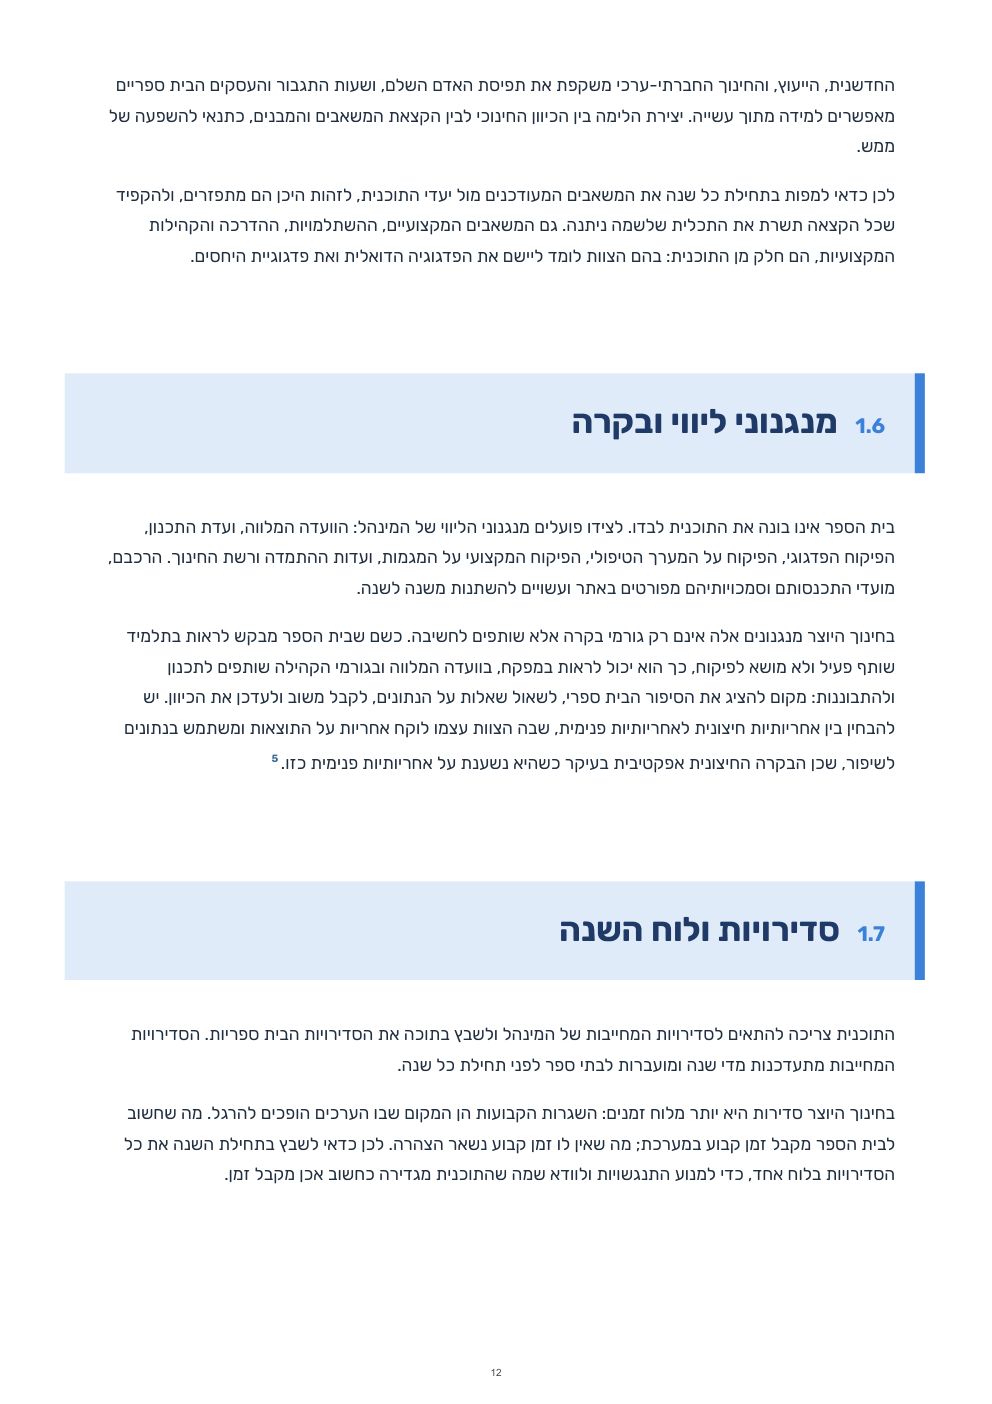 החדשנית, הייעוץ, והחינוך החברתי-ערכי משקפת את תפיסת האדם השלם, ושעות התגבור והעסקים הבית ספריים
מאפשרים למידה מתוך עשייה. יצירת הלימה בין הכיוון החינוכי לבין הקצאת המשאבים והמבנים, כתנאי להשפעה של
ממש.
לכן כדאי למפות בתחילת כל שנה את המשאבים המעודכנים מול יעדי התוכנית, לזהות היכן הם מתפזרים, ולהקפיד
שכל הקצאה תשרת את התכלית שלשמה ניתנה. גם המשאבים המקצועיים, ההשתלמויות, ההדרכה והקהילות
המקצועיות, הם חלק מן התוכנית: בהם הצוות לומד ליישם את הפדגוגיה הדואלית ואת פדגוגיית היחסים.
1.6 מנגנוני ליווי ובקרה
בית הספר אינו בונה את התוכנית לבדו. לצידו פועלים מנגנוני הליווי של המינהל: הוועדה המלווה, ועדת התכנון,
הפיקוח הפדגוגי, הפיקוח על המערך הטיפולי, הפיקוח המקצועי על המגמות, ועדות ההתמדה ורשת החינוך. הרכבם,
מועדי התכנסותם וסמכויותיהם מפורטים באתר ועשויים להשתנות משנה לשנה.
בחינוך היוצר מנגנונים אלה אינם רק גורמי בקרה אלא שותפים לחשיבה. כשם שבית הספר מבקש לראות בתלמיד
שותף פעיל ולא מושא לפיקוח, כך הוא יכול לראות במפקח, בוועדה המלווה ובגורמי הקהילה שותפים לתכנון
ולהתבוננות: מקום להציג את הסיפור הבית ספרי, לשאול שאלות על הנתונים, לקבל משוב ולעדכן את הכיוון. יש
להבחין בין אחריותיות חיצונית לאחריותיות פנימית, שבה הצוות עצמו לוקח אחריות על התוצאות ומשתמש בנתונים
לשיפור, שכן הבקרה החיצונית אפקטיבית בעיקר כשהיא נשענת על אחריותיות פנימית כזו. 5
1.7 סדירויות ולוח השנה
התוכנית צריכה להתאים לסדירויות המחייבות של המינהל ולשבץ בתוכה את הסדירויות הבית ספריות. הסדירויות
המחייבות מתעדכנות מדי שנה ומועברות לבתי ספר לפני תחילת כל שנה.
בחינוך היוצר סדירות היא יותר מלוח זמנים: השגרות הקבועות הן המקום שבו הערכים הופכים להרגל. מה שחשוב
לבית הספר מקבל זמן קבוע במערכת; מה שאין לו זמן קבוע נשאר הצהרה. לכן כדאי לשבץ בתחילת השנה את כל
הסדירויות בלוח אחד, כדי למנוע התנגשויות ולוודא שמה שהתוכנית מגדירה כחשוב אכן מקבל זמן.
12